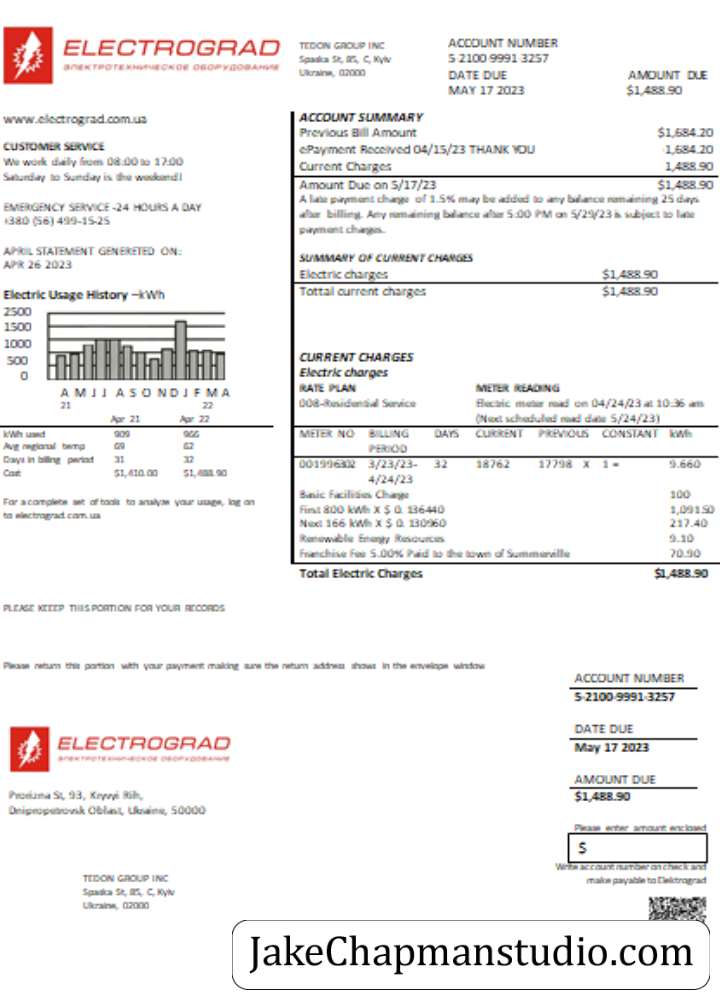 ELECTROGRAD
ЭЛЕКТРОТЕХНИЧЕСКОЕ ОБОРУДОВАНИЕ
TEDON GROUP INC
Spaska St, 85, C, Kyiv
Ukraine, 02000
ACCOUNT NUMBER
5-2100-9991-3257
DATE DUE AMOUNT DUE
MAY 17 2023 $1,488.90
www.electrograd.com.ua
CUSTOMER SERVICE
We work daily from 08:00 to 17:00
Saturday to Sunday is the weekend!
EMERGENCY SERVICE -24 HOURS A DAY
+380 (56) 499-15-25
APRIL STATEMENT GENERETED ON:
APR 26 2023
Electric Usage History –kWh
2500
1500
1000
500
0
A M J J A S O N D J F M A
21 22
Apr 21 Apr 22
kWh used 909 966
Avg regional temp 69 62
Days in billing period 31 32
Cost $1,410.00 $1,488.90
For a complete set of tools to analyze your usage, log on
to electrograd.com.ua
ACCOUNT SUMMARY
Previous Bill Amount $1,684.20
ePayment Received 04/15/23 THANK YOU -1,684.20
Current Charges 1,488.90
Amount Due on 5/17/23 $1,488.90
A late payment charge of 1.5% may be added to any balance remaining 25 days
after billing. Any remaining balance after 5:00 PM on 5/29/23 is subject to late
payment charges.
SUMMARY OF CURRENT CHARGES
Electric charges $1,488.90
Tottal current charges $1,488.90
CURRENT CHARGES
Electric charges
RATE PLAN METER READING
008-Residential Service Electric meter read on 04/24/23 at 10:36 am
(Next scheduled read date 5/24/23)
METER NO BILLING DAYS CURRENT PREVIOUS CONSTANT kWh
PERIOD
001996302 3/23/23- 32 18762 17798 X 1 = 9.660
4/24/23
Basic Facilities Charge 100
First 800 kWh X $ 0. 136440 1,091.50
Next 166 kWh X $ 0. 130960 217.40
Renewable Energy Resources 9.10
Franchise Fee 5.00% Paid to the town of Summerville 70.90
Total Electric Charges $1,488.90
PLEASE KEEEP THIS PORTION FOR YOUR RECORDS
Please return this portion with your payment making sure the return address shows in the envelope window
ACCOUNT NUMBER
5-2100-9991-3257
DATE DUE
May 17 2023
AMOUNT DUE
$1,488.90
Please enter amount enclosed
$
Write account number on check and
make payable to Elektrograd
ELECTROGRAD
ЭЛЕКТРОТЕХНИЧЕСКОЕ ОБОРУДОВАНИЕ
Prorizna St, 93, Kryvyi Rih,
Dnipropetrovsk Oblast, Ukraine, 50000
TEDON GROUP INC
Spaska St, 85, C, Kyiv
Ukraine, 02000
JakeChapmanstudio.com